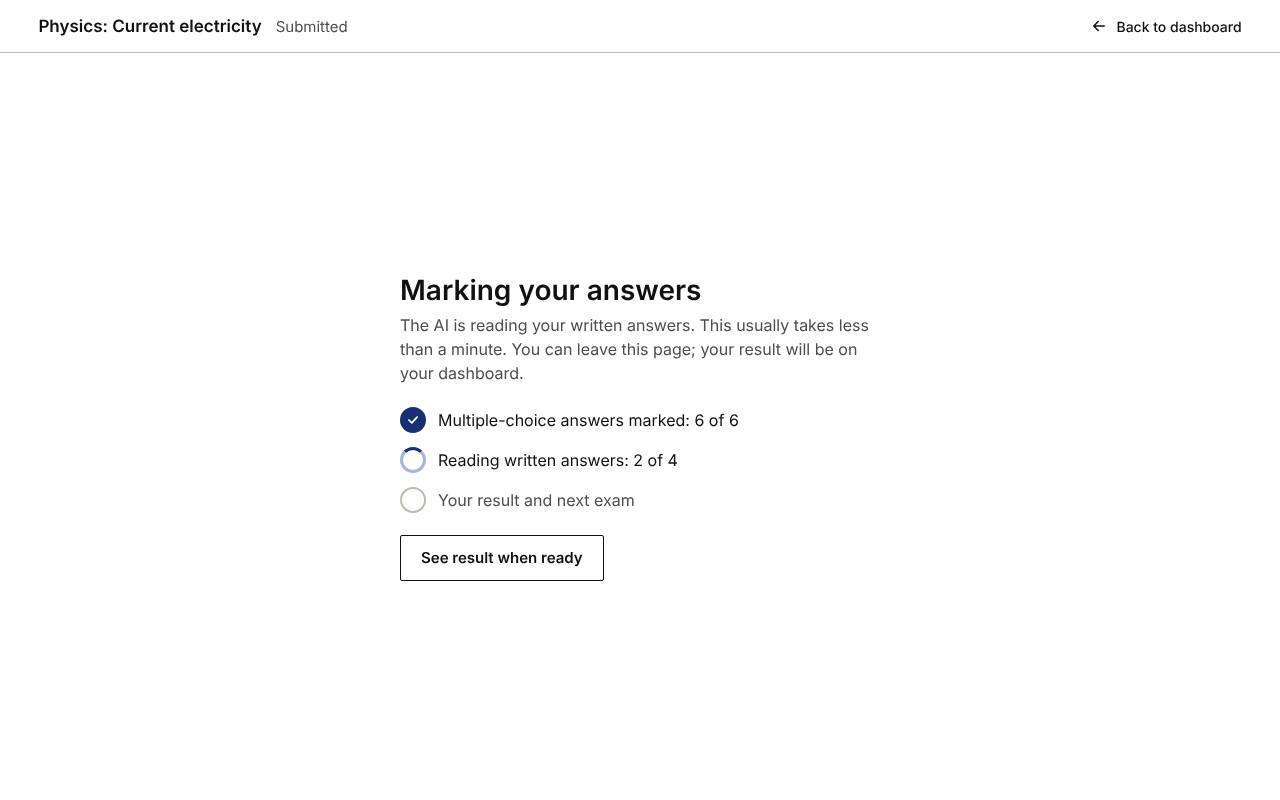 Physics: Current electricity Submitted
Back to dashboard
Marking your answers
The AI is reading your written answers. This usually takes less
than a minute. You can leave this page; your result will be on
your dashboard.
Multiple-choice answers marked: 6 of 6
Reading written answers: 2 of 4
Your result and next exam
See result when ready